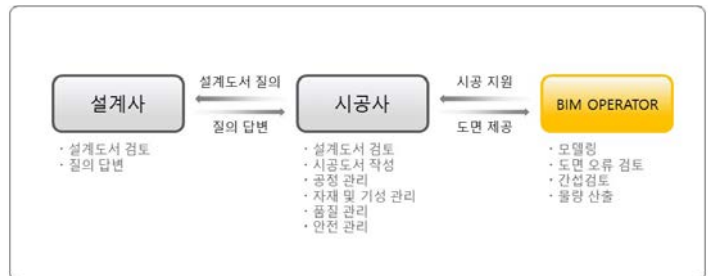 설계사
설계도서 질의
질의 답변
시공사
시공 지원
도면 제공
BIM OPERATOR
· 설계도서 검토
· 질의 답변
· 설계도서 검토
· 시공도서 작성
· 공정 관리
· 자재 및 기성 관리
· 품질 관리
· 안전 관리
· 모델링
· 도면 오류 검토
· 간섭검토
· 물량 산출